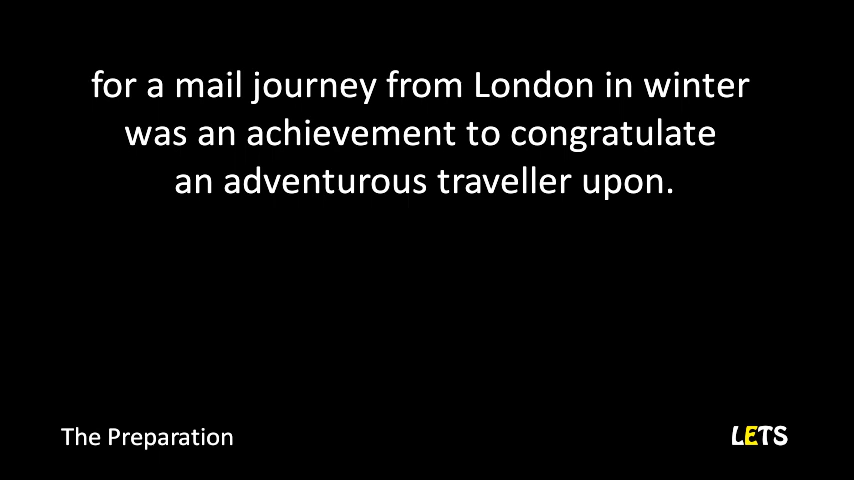 for a mail journey from London in winter
was an achievement to congratulate
an adventurous traveller upon.
The Preparation
LETS